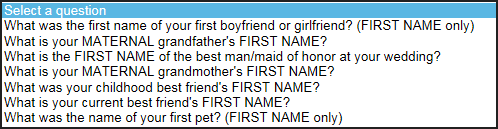 Select a question
What was the first name of your first boyfriend or girlfriend? (FIRST NAME only)
What is your MATERNAL grandfather's FIRST NAME?
What is the FIRST NAME of the best man/maid of honor at your wedding?
What is your MATERNAL grandmother's FIRST NAME?
What was your childhood best friend's FIRST NAME?
What is your current best friend's FIRST NAME?
What was the name of your first pet? (FIRST NAME only)